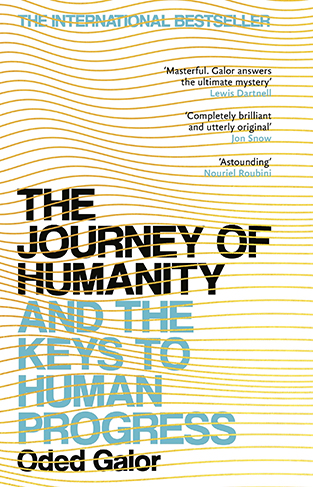 THE INTERNATIONAL BESTSELLER
‘Masterful. Galor answers
the ultimate mystery’
Lewis Dartnell
‘Completely brilliant
and utterly original’
Jon Snow
‘Astounding’
Nouriel Roubini
THE
JOURNEY OF
HUMANITY
AND THE
KEYS TO
HUMAN
PROGRESS
Oded Galor